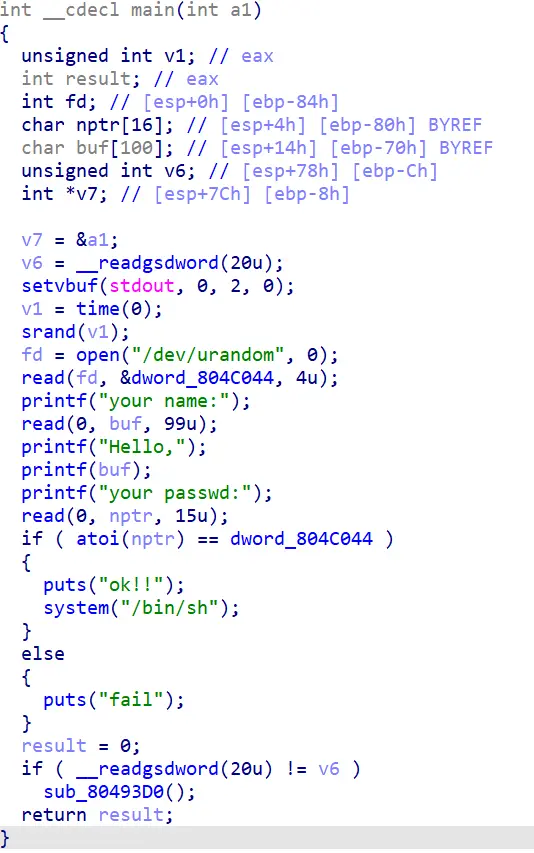 int __cdecl main(int a1)
{
  unsigned int v1; // eax
  int result; // eax
  int fd; // [esp+0h] [ebp-84h]
  char nptr[16]; // [esp+4h] [ebp-80h] BYREF
  char buf[100]; // [esp+14h] [ebp-70h] BYREF
  unsigned int v6; // [esp+78h] [ebp-Ch]
  int *v7; // [esp+7Ch] [ebp-8h]

  v7 = &a1;
  v6 = __readgsdword(20u);
  setvbuf(stdout, 0, 2, 0);
  v1 = time(0);
  srand(v1);
  fd = open("/dev/urandom", 0);
  read(fd, &dword_804C044, 4u);
  printf("your name:");
  read(0, buf, 99u);
  printf("Hello,");
  printf(buf);
  printf("your passwd:");
  read(0, nptr, 15u);
  if ( atoi(nptr) == dword_804C044 )
  {
    puts("ok!!");
    system("/bin/sh");
  }
  else
  {
    puts("fail");
  }
  result = 0;
  if ( __readgsdword(20u) != v6 )
    sub_80493D0();
  return result;
}